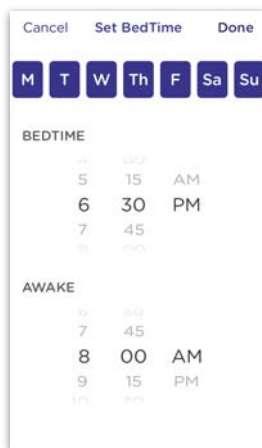 Cancel Set BedTime Done
M T W Th F Sa Su
BEDTIME
5 15 AM
6 30 PM
7 45
AWAKE
7 45
8 00 AM
9 15 PM